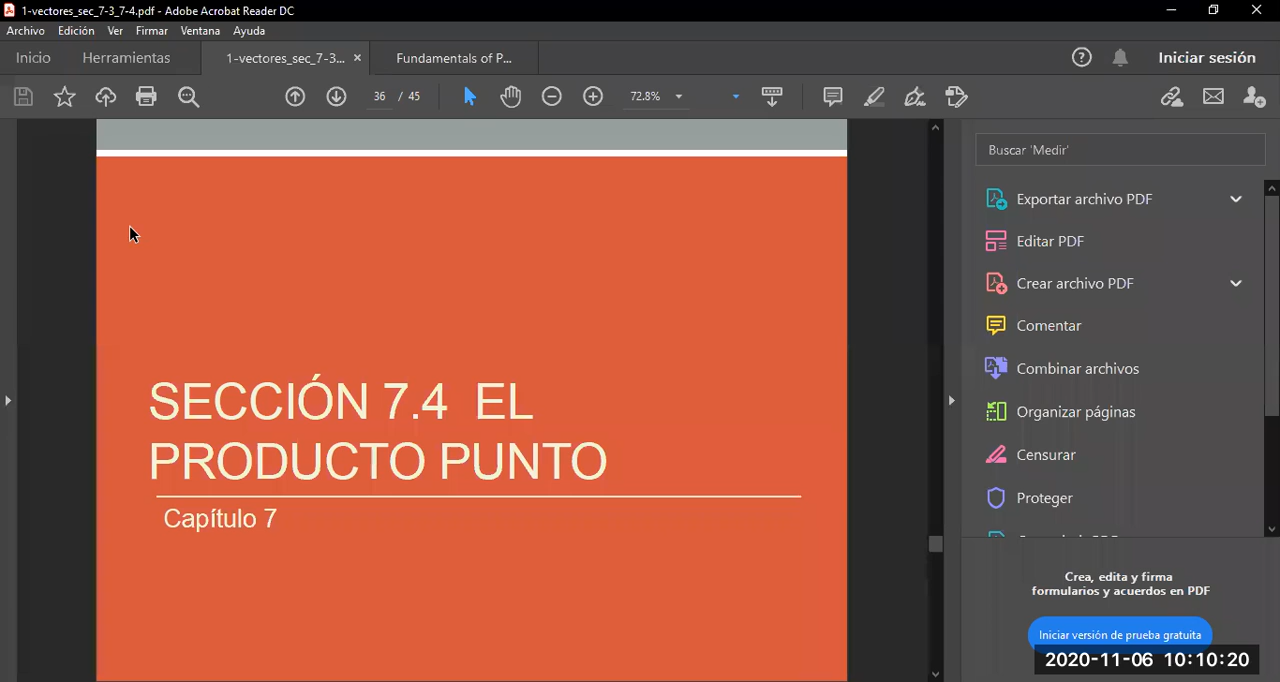 1-vectores_sec_7-3_7-4.pdf - Adobe Acrobat Reader DC
Archivo Edición Ver Firmar Ventana Ayuda
Inicio Herramientas 1-vectores_sec_7-3... × Fundamentals of P... Iniciar sesión
36 / 45 72.8%
Buscar 'Medir'
Exportar archivo PDF
Editar PDF
Crear archivo PDF
Comentar
Combinar archivos
Organizar páginas
Censurar
Proteger
SECCIÓN 7.4 EL
PRODUCTO PUNTO
Capítulo 7
Crea, edita y firma
formularios y acuerdos en PDF
Iniciar versión de prueba gratuita
2020-11-06 10:10:20